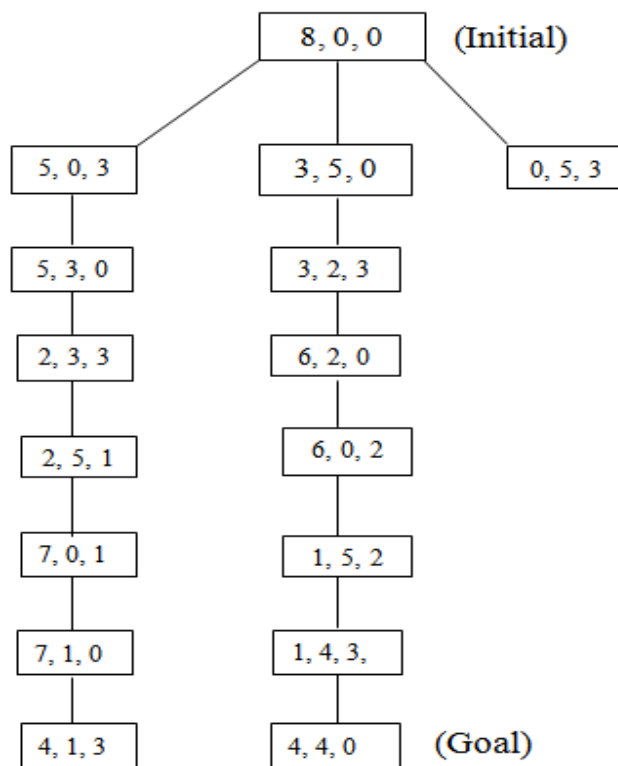 8, 0, 0 (Initial)
5, 0, 3 3, 5, 0 0, 5, 3
5, 3, 0 3, 2, 3
2, 3, 3 6, 2, 0
2, 5, 1 6, 0, 2
7, 0, 1 1, 5, 2
7, 1, 0 1, 4, 3,
4, 1, 3 4, 4, 0 (Goal)